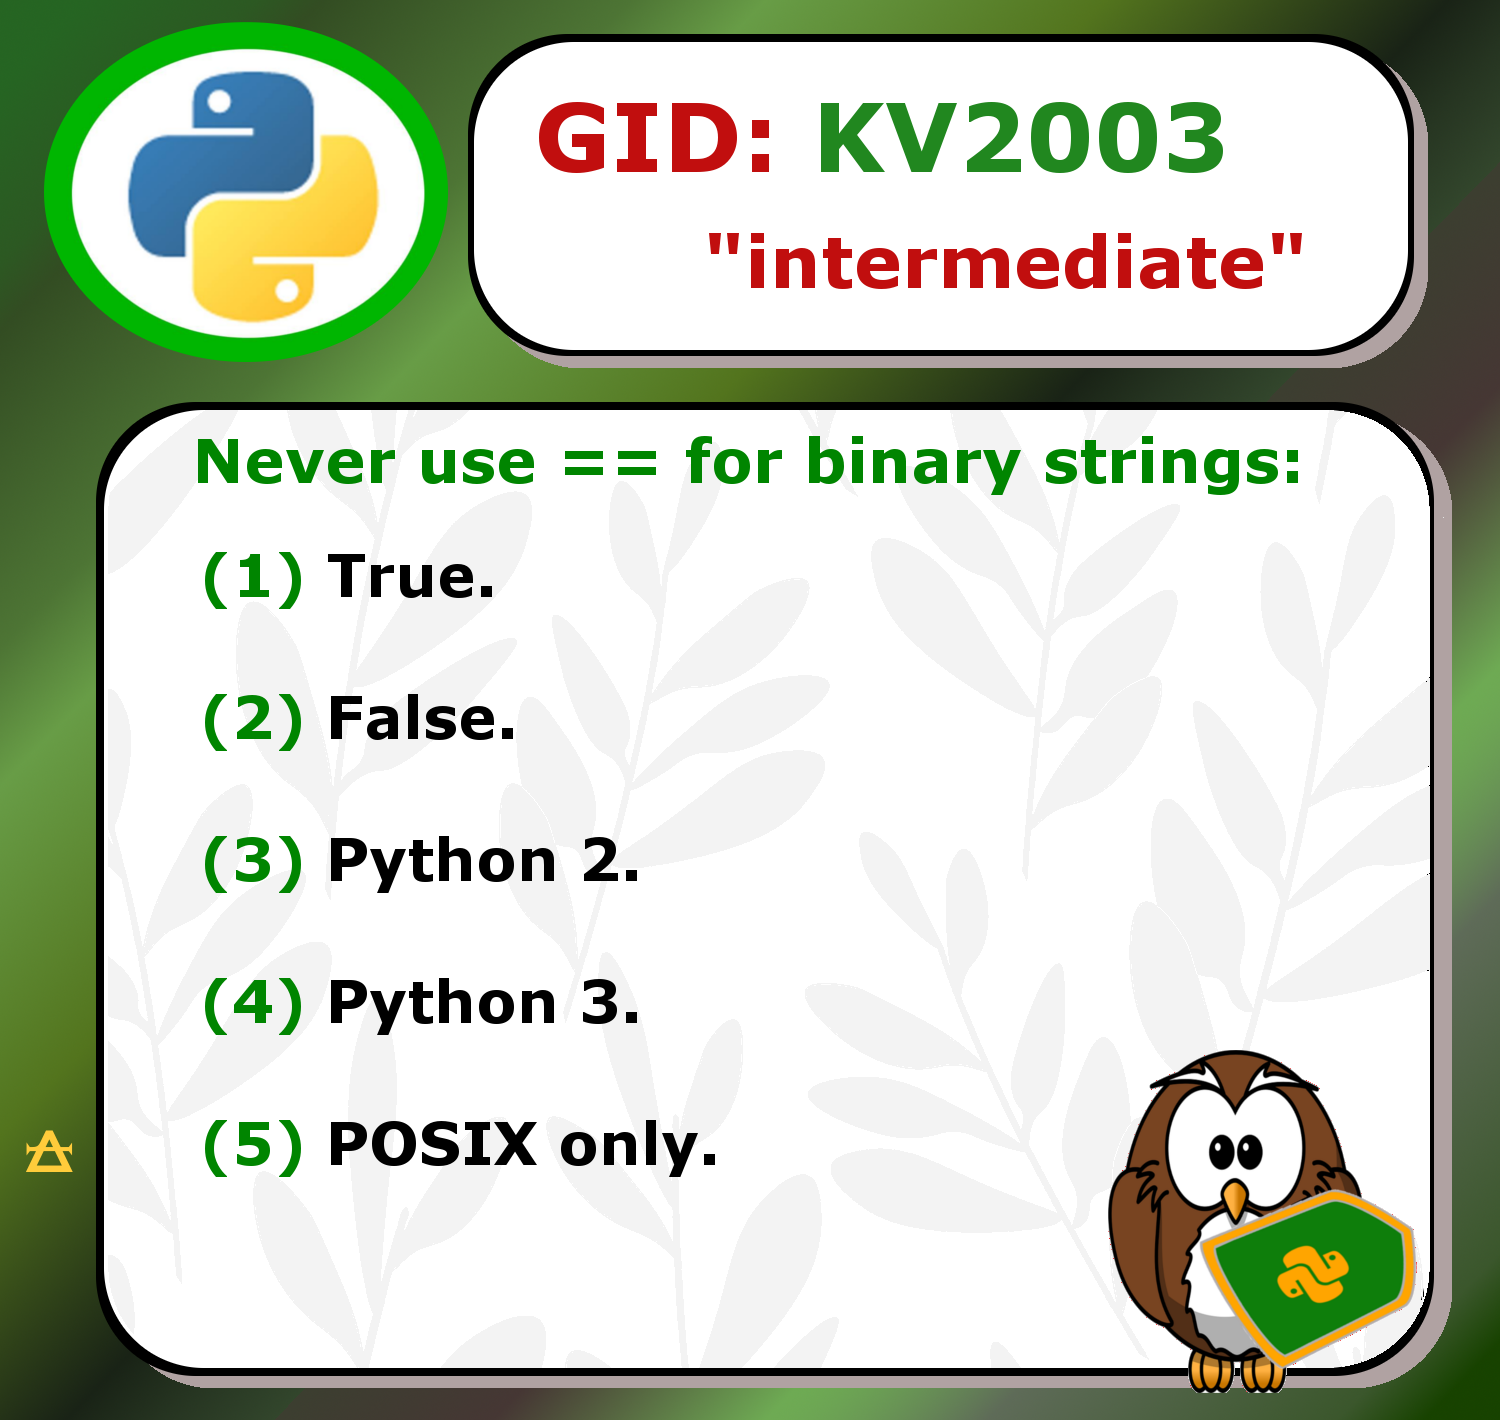 GID: KV2003
"intermediate"
Never use == for binary strings:
(1) True.
(2) False.
(3) Python 2.
(4) Python 3.
(5) POSIX only.